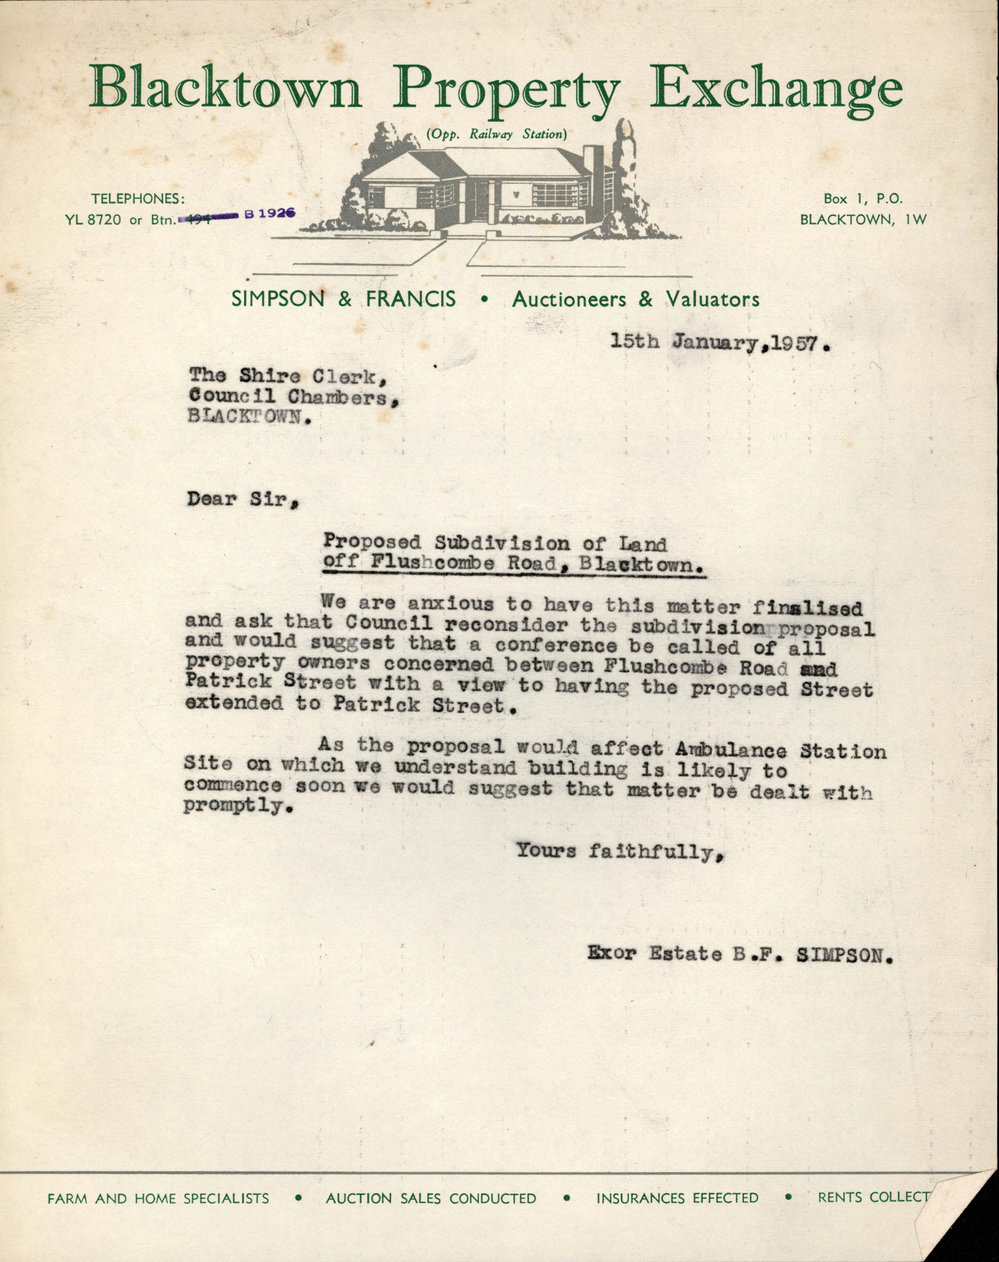 Blacktown Property Exchange
(Opp. Railway Station)
TELEPHONES:
YL 8720 or Btn. 494 B 1926
Box 1, P.O.
BLACKTOWN, 1W
SIMPSON & FRANCIS • Auctioneers & Valuators
15th January,1957.
The Shire Clerk,
Council Chambers,
BLACKTOWN.
Dear Sir,
Proposed Subdivision of Land
off Flushcombe Road, Blacktown.
We are anxious to have this matter finalised
and ask that Council reconsider the subdivision proposal
and would suggest that a conference be called of all
property owners concerned between Flushcombe Road and
Patrick Street with a view to having the proposed Street
extended to Patrick Street.
As the proposal would affect Ambulance Station
Site on which we understand building is likely to
commence soon we would suggest that matter be dealt with
promptly.
Yours faithfully,
Exor Estate B.F. SIMPSON.
FARM AND HOME SPECIALISTS • AUCTION SALES CONDUCTED • INSURANCES EFFECTED • RENTS COLLECT